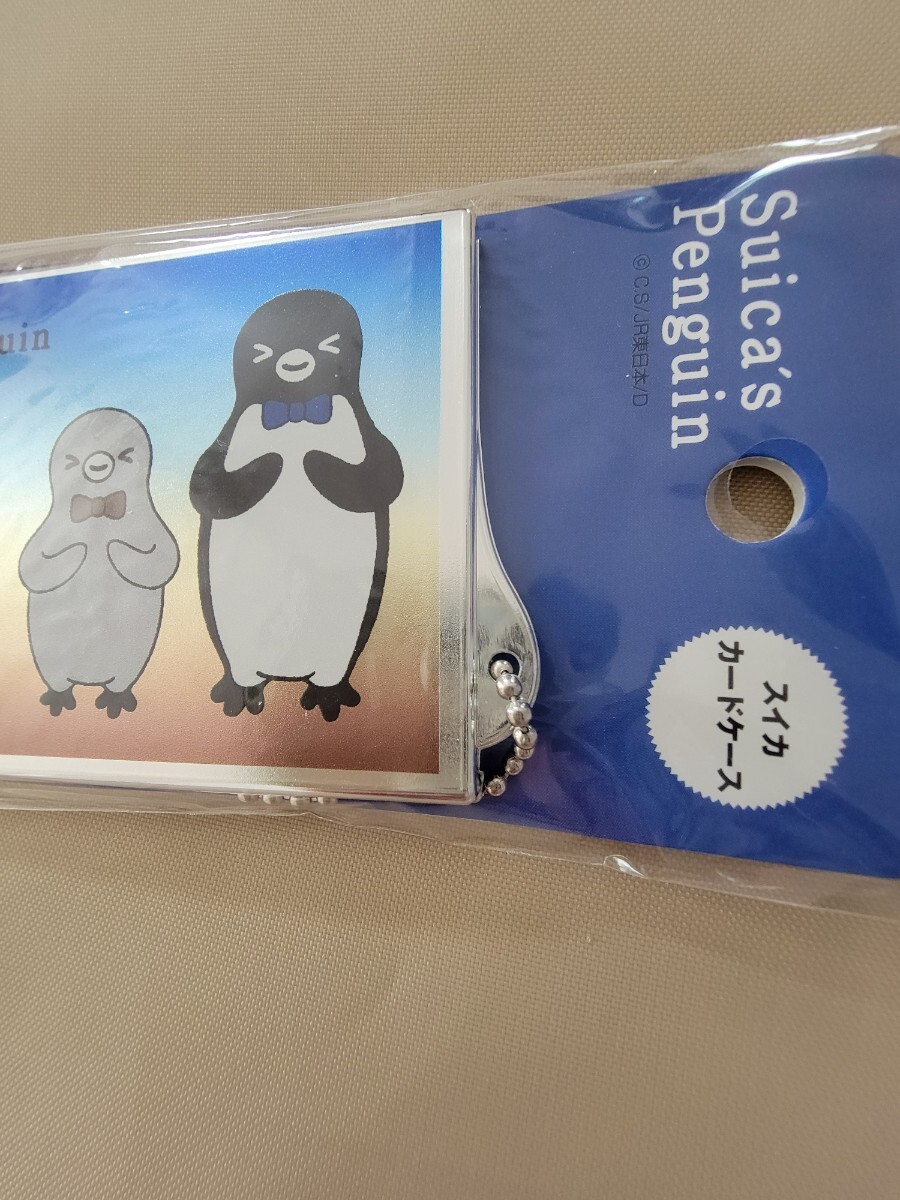 Suica's
Penguin
©C.S/JR東日本/D
スイカ
カードケース
uin